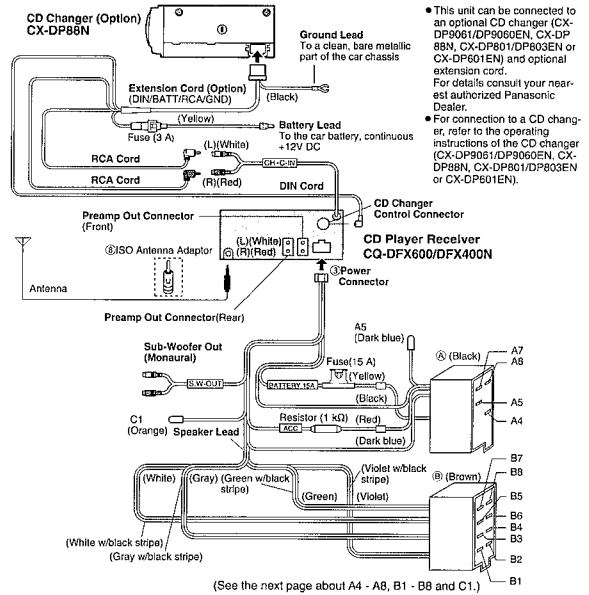 CD Changer (Option)
CX-DP88N
Ground Lead
To a clean, bare metallic
part of the car chassis
Extension Cord (Option)
(DIN/BATT/RCA/GND)
(Black)
(Yellow)
Fuse (3 A)
Battery Lead
To the car battery, continuous
+12V DC
(L)(White)
RCA Cord
CH-C-IN
RCA Cord
(R)(Red)
DIN Cord
● This unit can be connected to
an optional CD changer (CX-
DP9061/DP9060EN, CX-DP
88N, CX-DP801/DP803EN or
CX-DP601EN) and optional
extension cord.
For details consult your near-
est authorized Panasonic
Dealer.
● For connection to a CD chang-
er, refer to the operating
instructions of the CD changer
(CX-DP9061/DP9060EN, CX-
DP88N, CX-DP801/DP803EN
or CX-DP601EN).
Preamp Out Connector
(Front)
CD Changer
Control Connector
⑥ISO Antenna Adaptor
(L)(White)
(R)(Red)
CD Player Receiver
CQ-DFX600/DFX400N
③Power
Connector
Antenna
Preamp Out Connector(Rear)
A5
(Dark blue)
Sub-Woofer Out
(Monaural)
S.W-OUT
Fuse(15 A)
(Yellow)
BATTERY 15A
(Black)
Ⓐ (Black)
A7
A8
A5
A4
C1
(Orange)
Resistor (1 kΩ)
(Red)
ACC
(Dark blue)
Speaker Lead
(White)
(Gray)
(Green w/black
stripe)
(Green)
(Violet w/black
stripe)
(Violet)
Ⓑ (Brown)
B7
B8
B5
B6
B4
B3
B2
B1
(White w/black stripe)
(Gray w/black stripe)
(See the next page about A4 - A8, B1 - B8 and C1.)